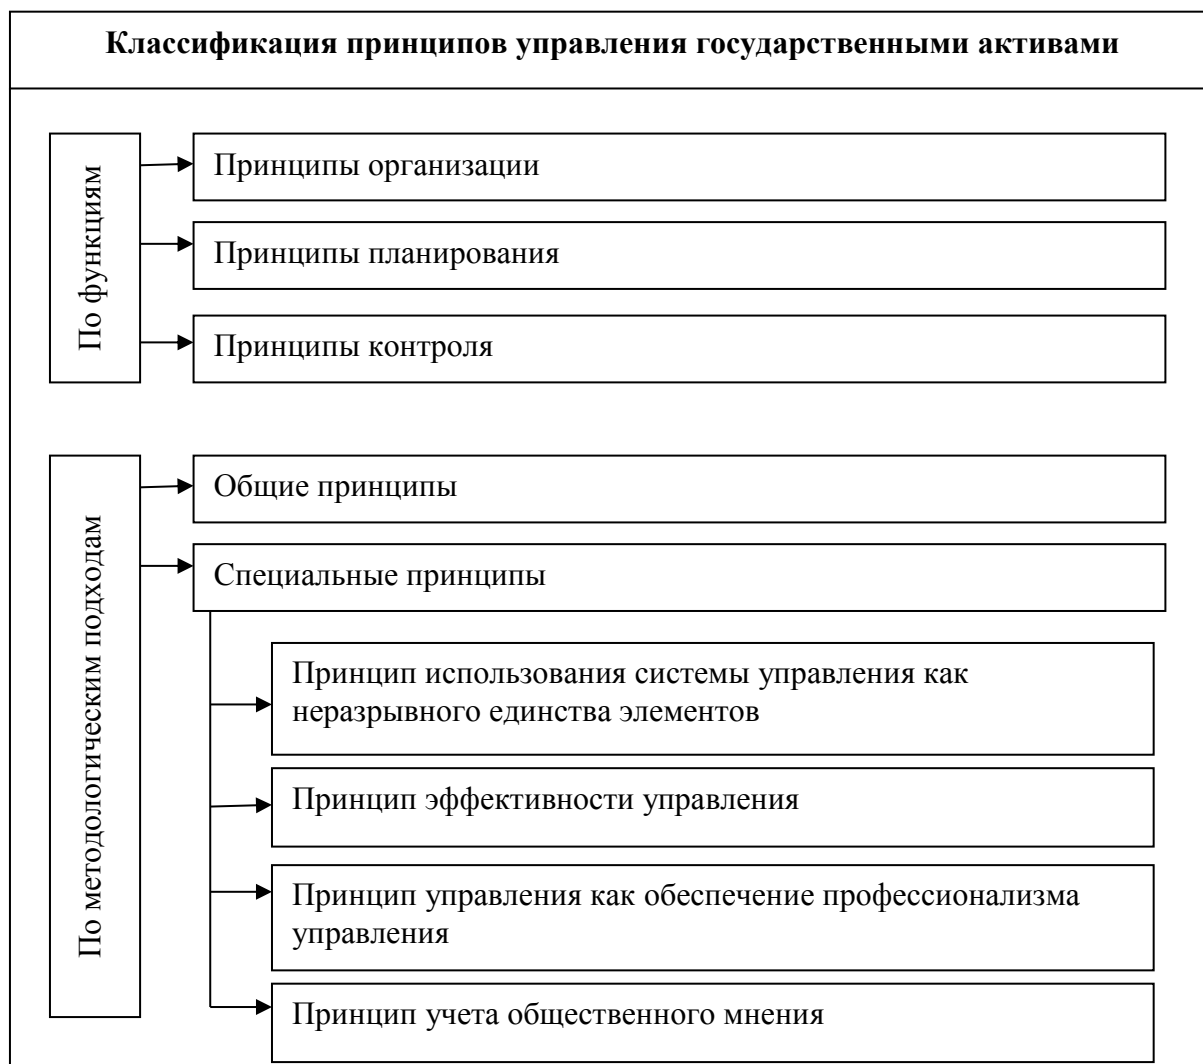 Классификация принципов управления государственными активами
По функциям
Принципы организации
Принципы планирования
Принципы контроля
По методологическим подходам
Общие принципы
Специальные принципы
Принцип использования системы управления как
неразрывного единства элементов
Принцип эффективности управления
Принцип управления как обеспечение профессионализма
управления
Принцип учета общественного мнения